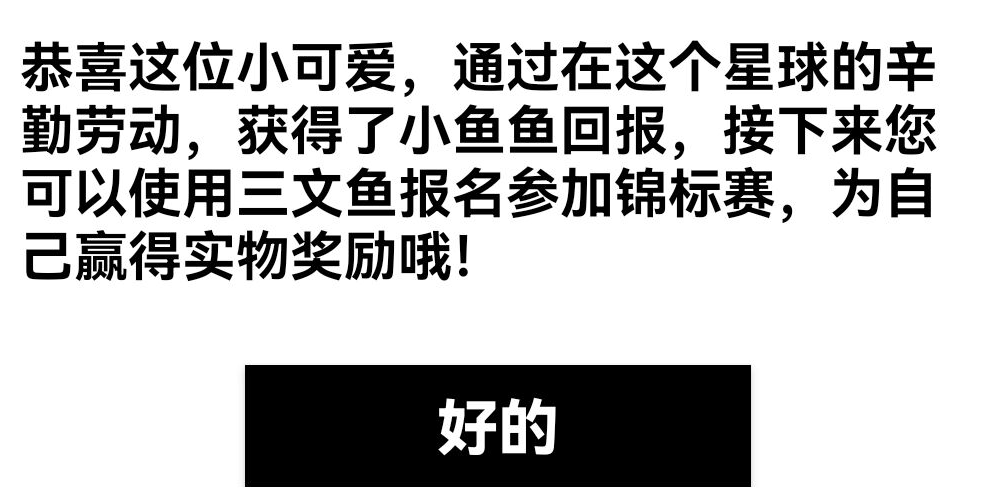 恭喜这位小可爱，通过在这个星球的辛
勤劳动，获得了小鱼鱼回报，接下来您
可以使用三文鱼报名参加锦标赛，为自
己赢得实物奖励哦！
好的